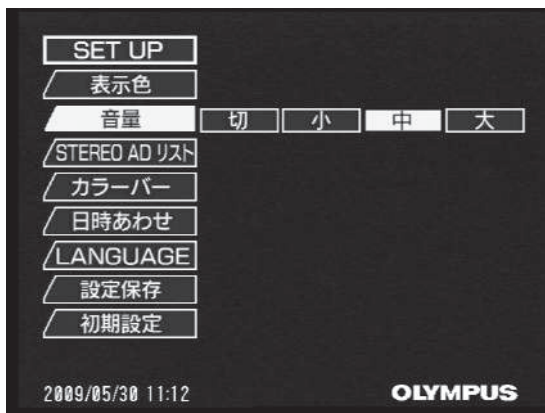 SET UP
表示色
音量 切 小 中 大
STEREO AD リスト
カラーバー
日時あわせ
LANGUAGE
設定保存
初期設定
2009/05/30 11:12 OLYMPUS